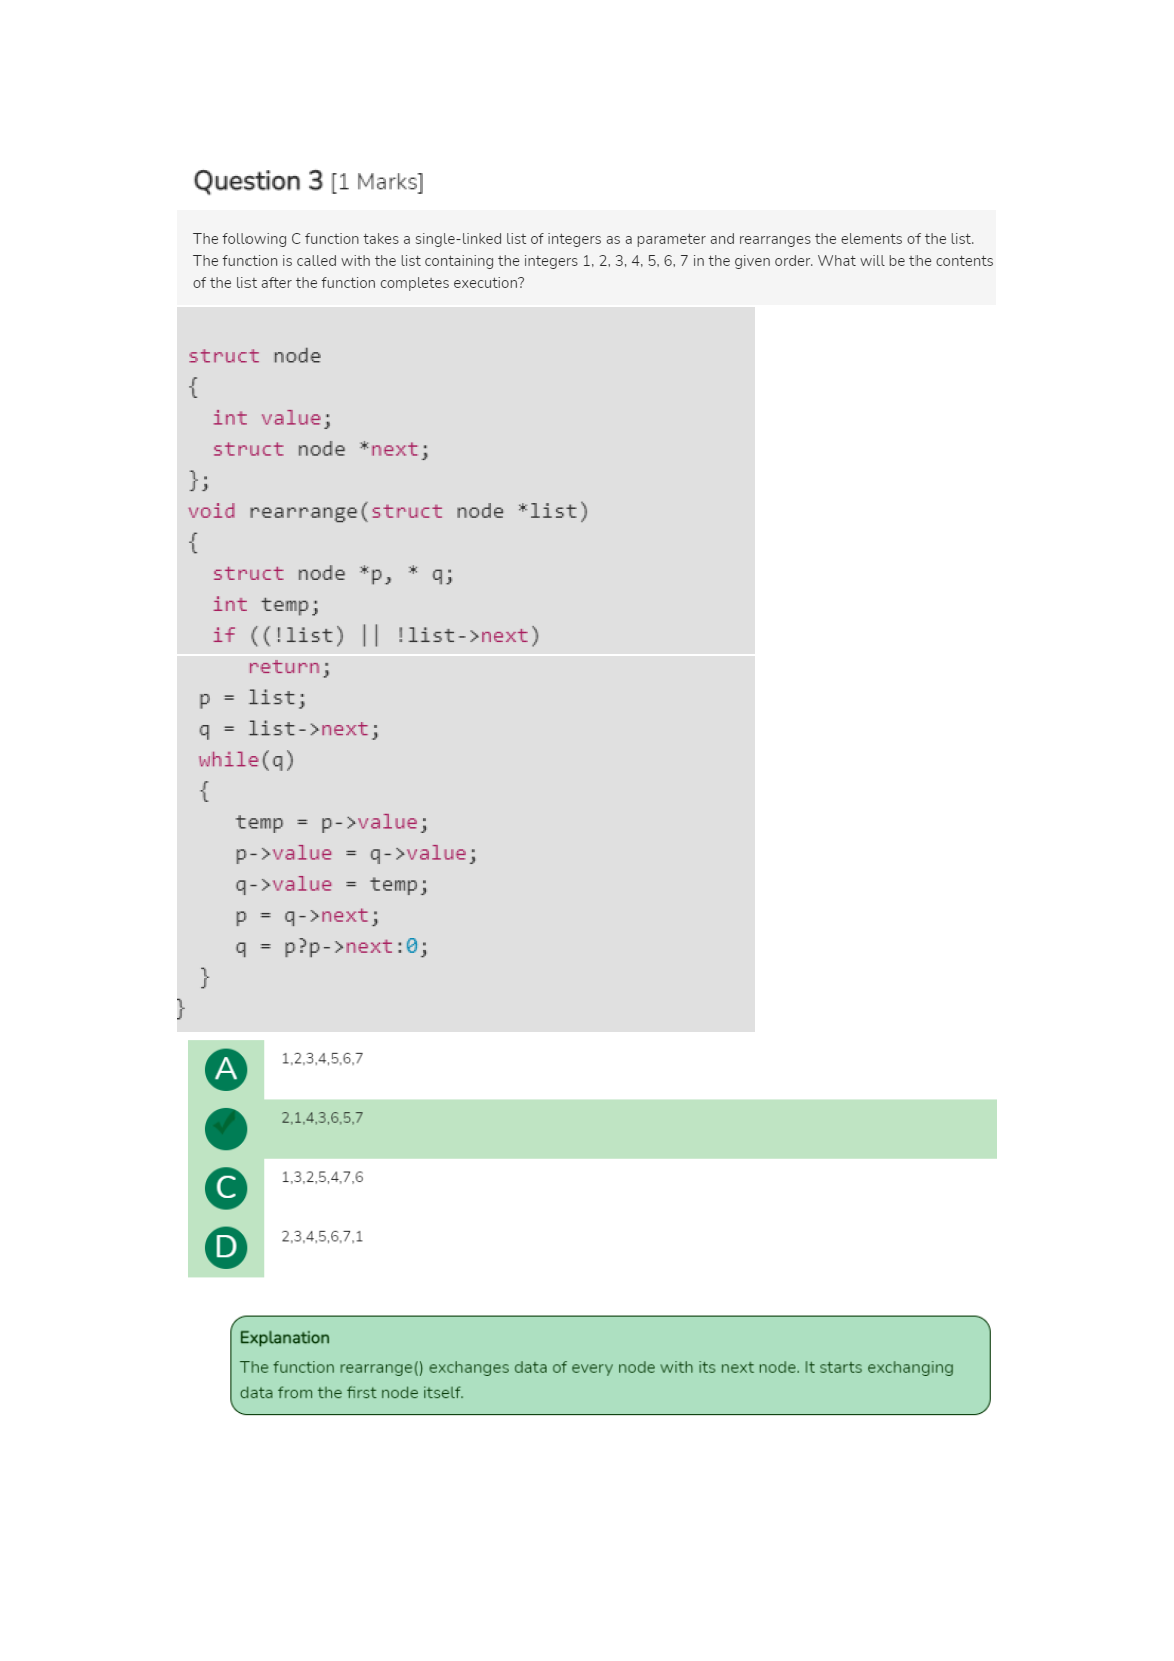 Question 3 [1 Marks]
The following C function takes a single-linked list of integers as a parameter and rearranges the elements of the list.
The function is called with the list containing the integers 1, 2, 3, 4, 5, 6, 7 in the given order. What will be the contents
of the list after the function completes execution?
struct node
{
int value;
struct node *next;
};
void rearrange(struct node *list)
{
struct node *p, * q;
int temp;
if ((!list) || !list->next)
return;
p = list;
q = list->next;
while(q)
{
temp = p->value;
p->value = q->value;
q->value = temp;
p = q->next;
q = p?p->next:0;
}
}
A 1,2,3,4,5,6,7
2,1,4,3,6,5,7
C 1,3,2,5,4,7,6
D 2,3,4,5,6,7,1
Explanation
The function rearrange() exchanges data of every node with its next node. It starts exchanging
data from the first node itself.